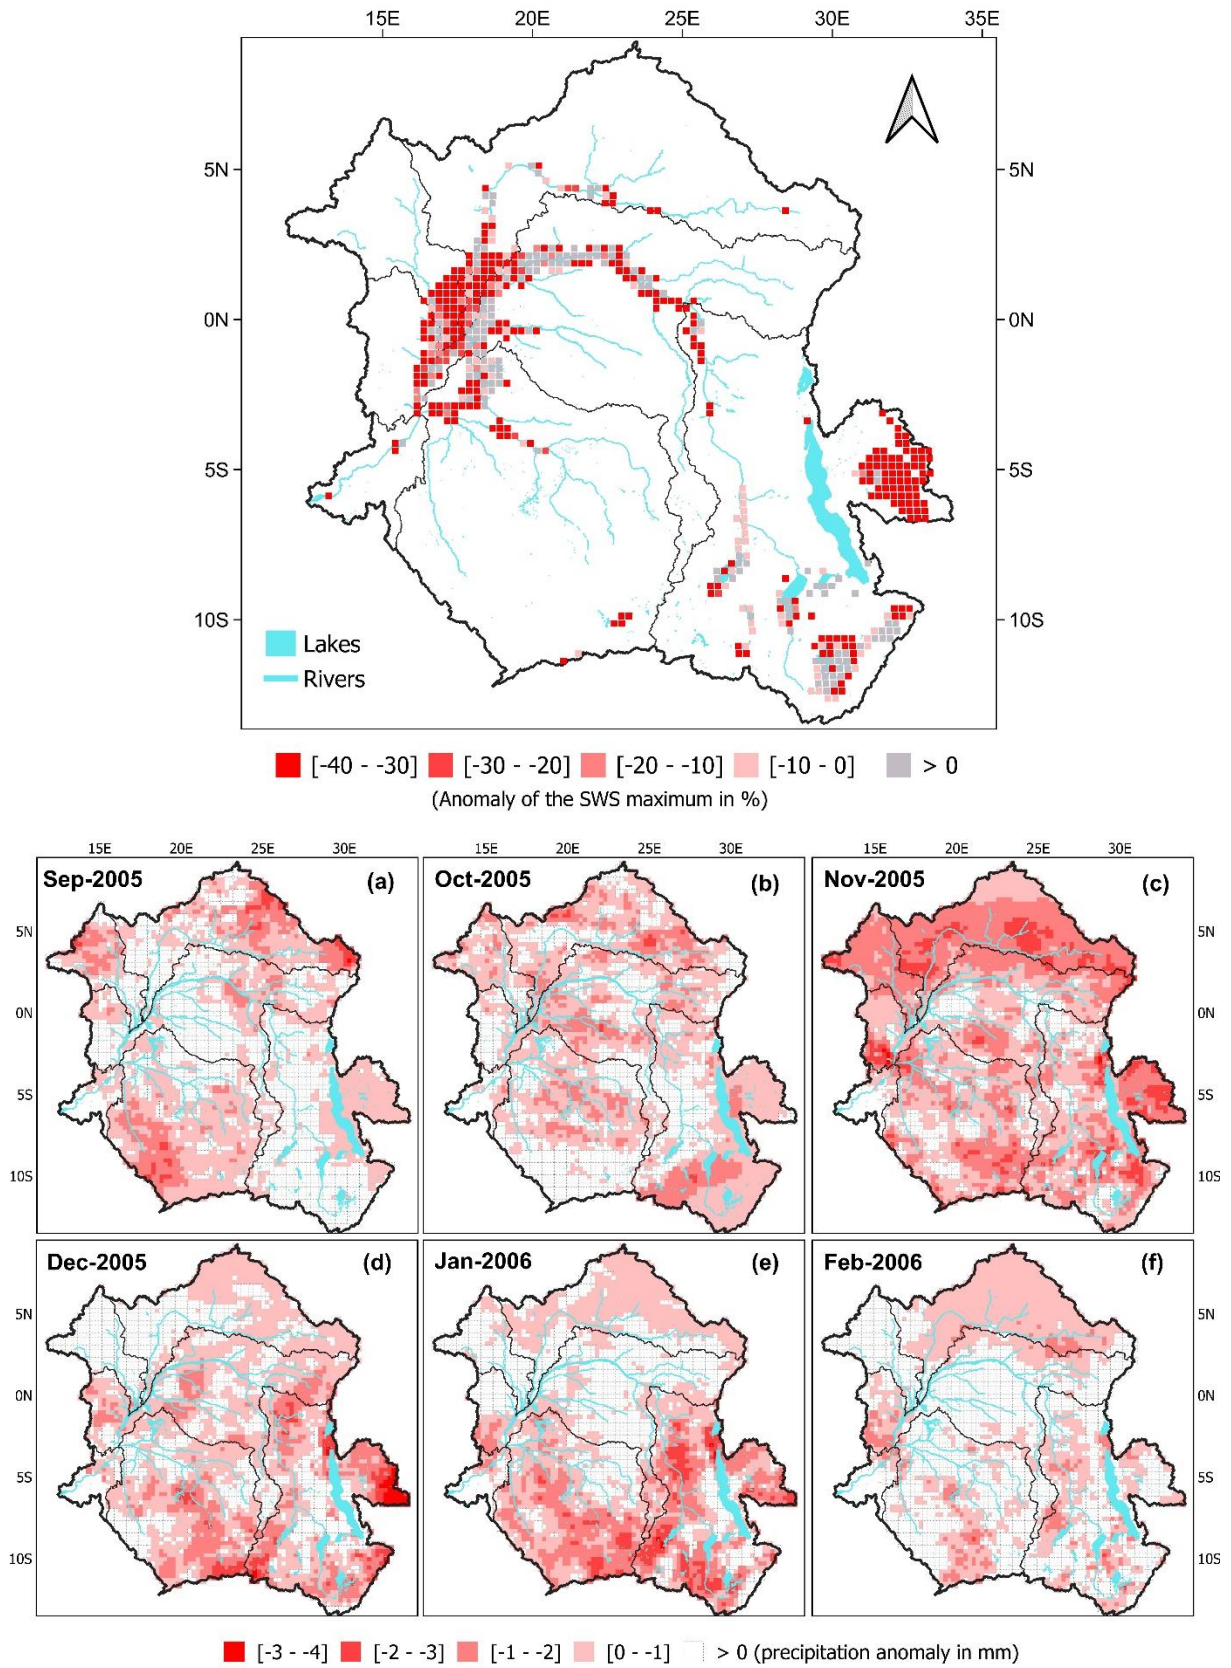 15E 20E 25E 30E 35E
5N 5N
0N 0N
5S 5S
10S 10S
Lakes
Rivers
[-40 - -30] [-30 - -20] [-20 - -10] [-10 - 0] > 0
(Anomaly of the SWS maximum in %)
15E 20E 25E 30E 15E 20E 25E 30E 15E 20E 25E 30E
Sep-2005 (a) Oct-2005 (b) Nov-2005 (c)
5N 5N
0N 0N
5S 5S
10S 10S
Dec-2005 (d) Jan-2006 (e) Feb-2006 (f)
5N 5N
0N 0N
5S 5S
10S 10S
[-3 - -4] [-2 - -3] [-1 - -2] [0 - -1] > 0 (precipitation anomaly in mm)